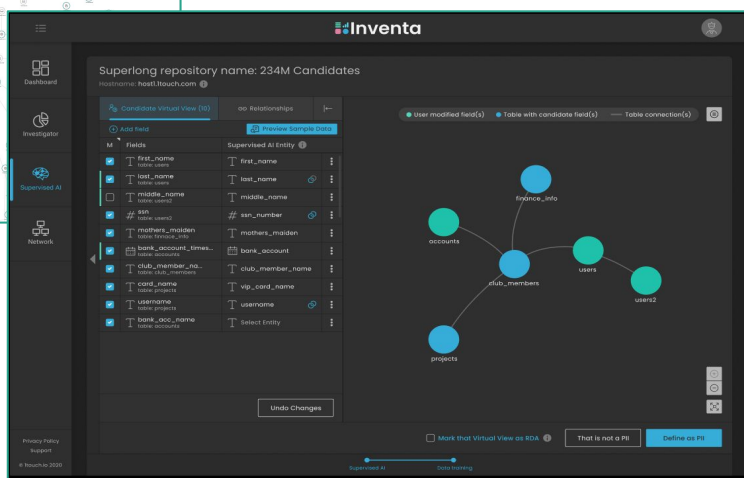 Inventa
Dashboard
Investigator
Supervised AI
Network
Privacy Policy
Support
© 1touch.io 2020
Superlong repository name: 234M Candidates
Hostname: host1.1touch.com
Candidate Virtual View (10)
Relationships
Add field
Preview Sample Data
M Fields Supervised AI Entity
first_name first_name
table: users
last_name last_name
table: users
middle_name middle_name
table: users2
# ssn # ssn_number
table: users2
mothers_maiden mothers_maiden
table: finance_info
bank_account_times... bank_account
table: accounts
club_member_na... club_member_name
table: club_members
card_name vip_card_name
table: projects
username username
table: projects
bank_acc_name Select Entity
table: accounts
Undo Changes
User modified field(s) Table with candidate field(s) Table connection(s)
finance_info
accounts
users
club_members
users2
projects
Mark that Virtual View as RDA
That is not a PII
Define as PII
Supervised AI
Data training